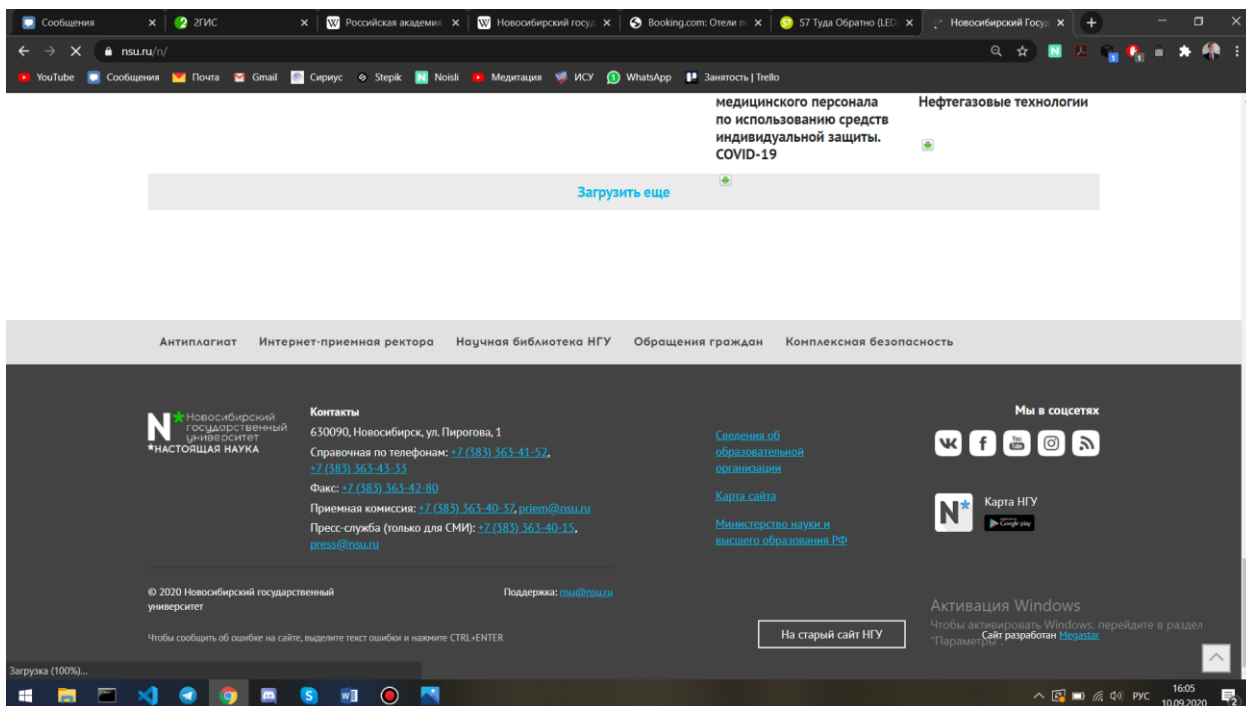 Сообщения
2ГИС
Российская академия
Новосибирский госуд
Booking.com: Отели п
S7 Туда Обратно (LED
Новосибирский Госуд
nsu.ru/n/
YouTube
Сообщения
Почта
Gmail
Сириус
Stepik
Noisli
Медитация
ИСУ
WhatsApp
Занятость | Trello
медицинского персонала
по использованию средств
индивидуальной защиты.
COVID-19
Нефтегазовые технологии
Загрузить еще
Антиплагиат
Интернет-приемная ректора
Научная библиотека НГУ
Обращения граждан
Комплексная безопасность
N*
Новосибирский
государственный
университет
*НАСТОЯЩАЯ НАУКА
Контакты
630090, Новосибирск, ул. Пирогова, 1
Справочная по телефонам: +7 (383) 363-41-52,
+7 (383) 363-43-33
Факс: +7 (383) 363-42-80
Приемная комиссия: +7 (383) 363-40-37, priem@nsu.ru
Пресс-служба (только для СМИ): +7 (383) 363-40-15,
press@nsu.ru
Сведения об
образовательной
организации
Карта сайта
Министерство науки и
высшего образования РФ
Мы в соцсетях
You
Tube
N*
Карта НГУ
Google play
© 2020 Новосибирский государственный
университет
Поддержка: nsu@nsu.ru
Чтобы сообщить об ошибке на сайте, выделите текст ошибки и нажмите CTRL+ENTER
На старый сайт НГУ
Активация Windows
Чтобы активировать Windows, перейдите в раздел
"Параметры".
Сайт разработан Megastar
Загрузка (100%)...
РУС
16:05
10.09.2020
2